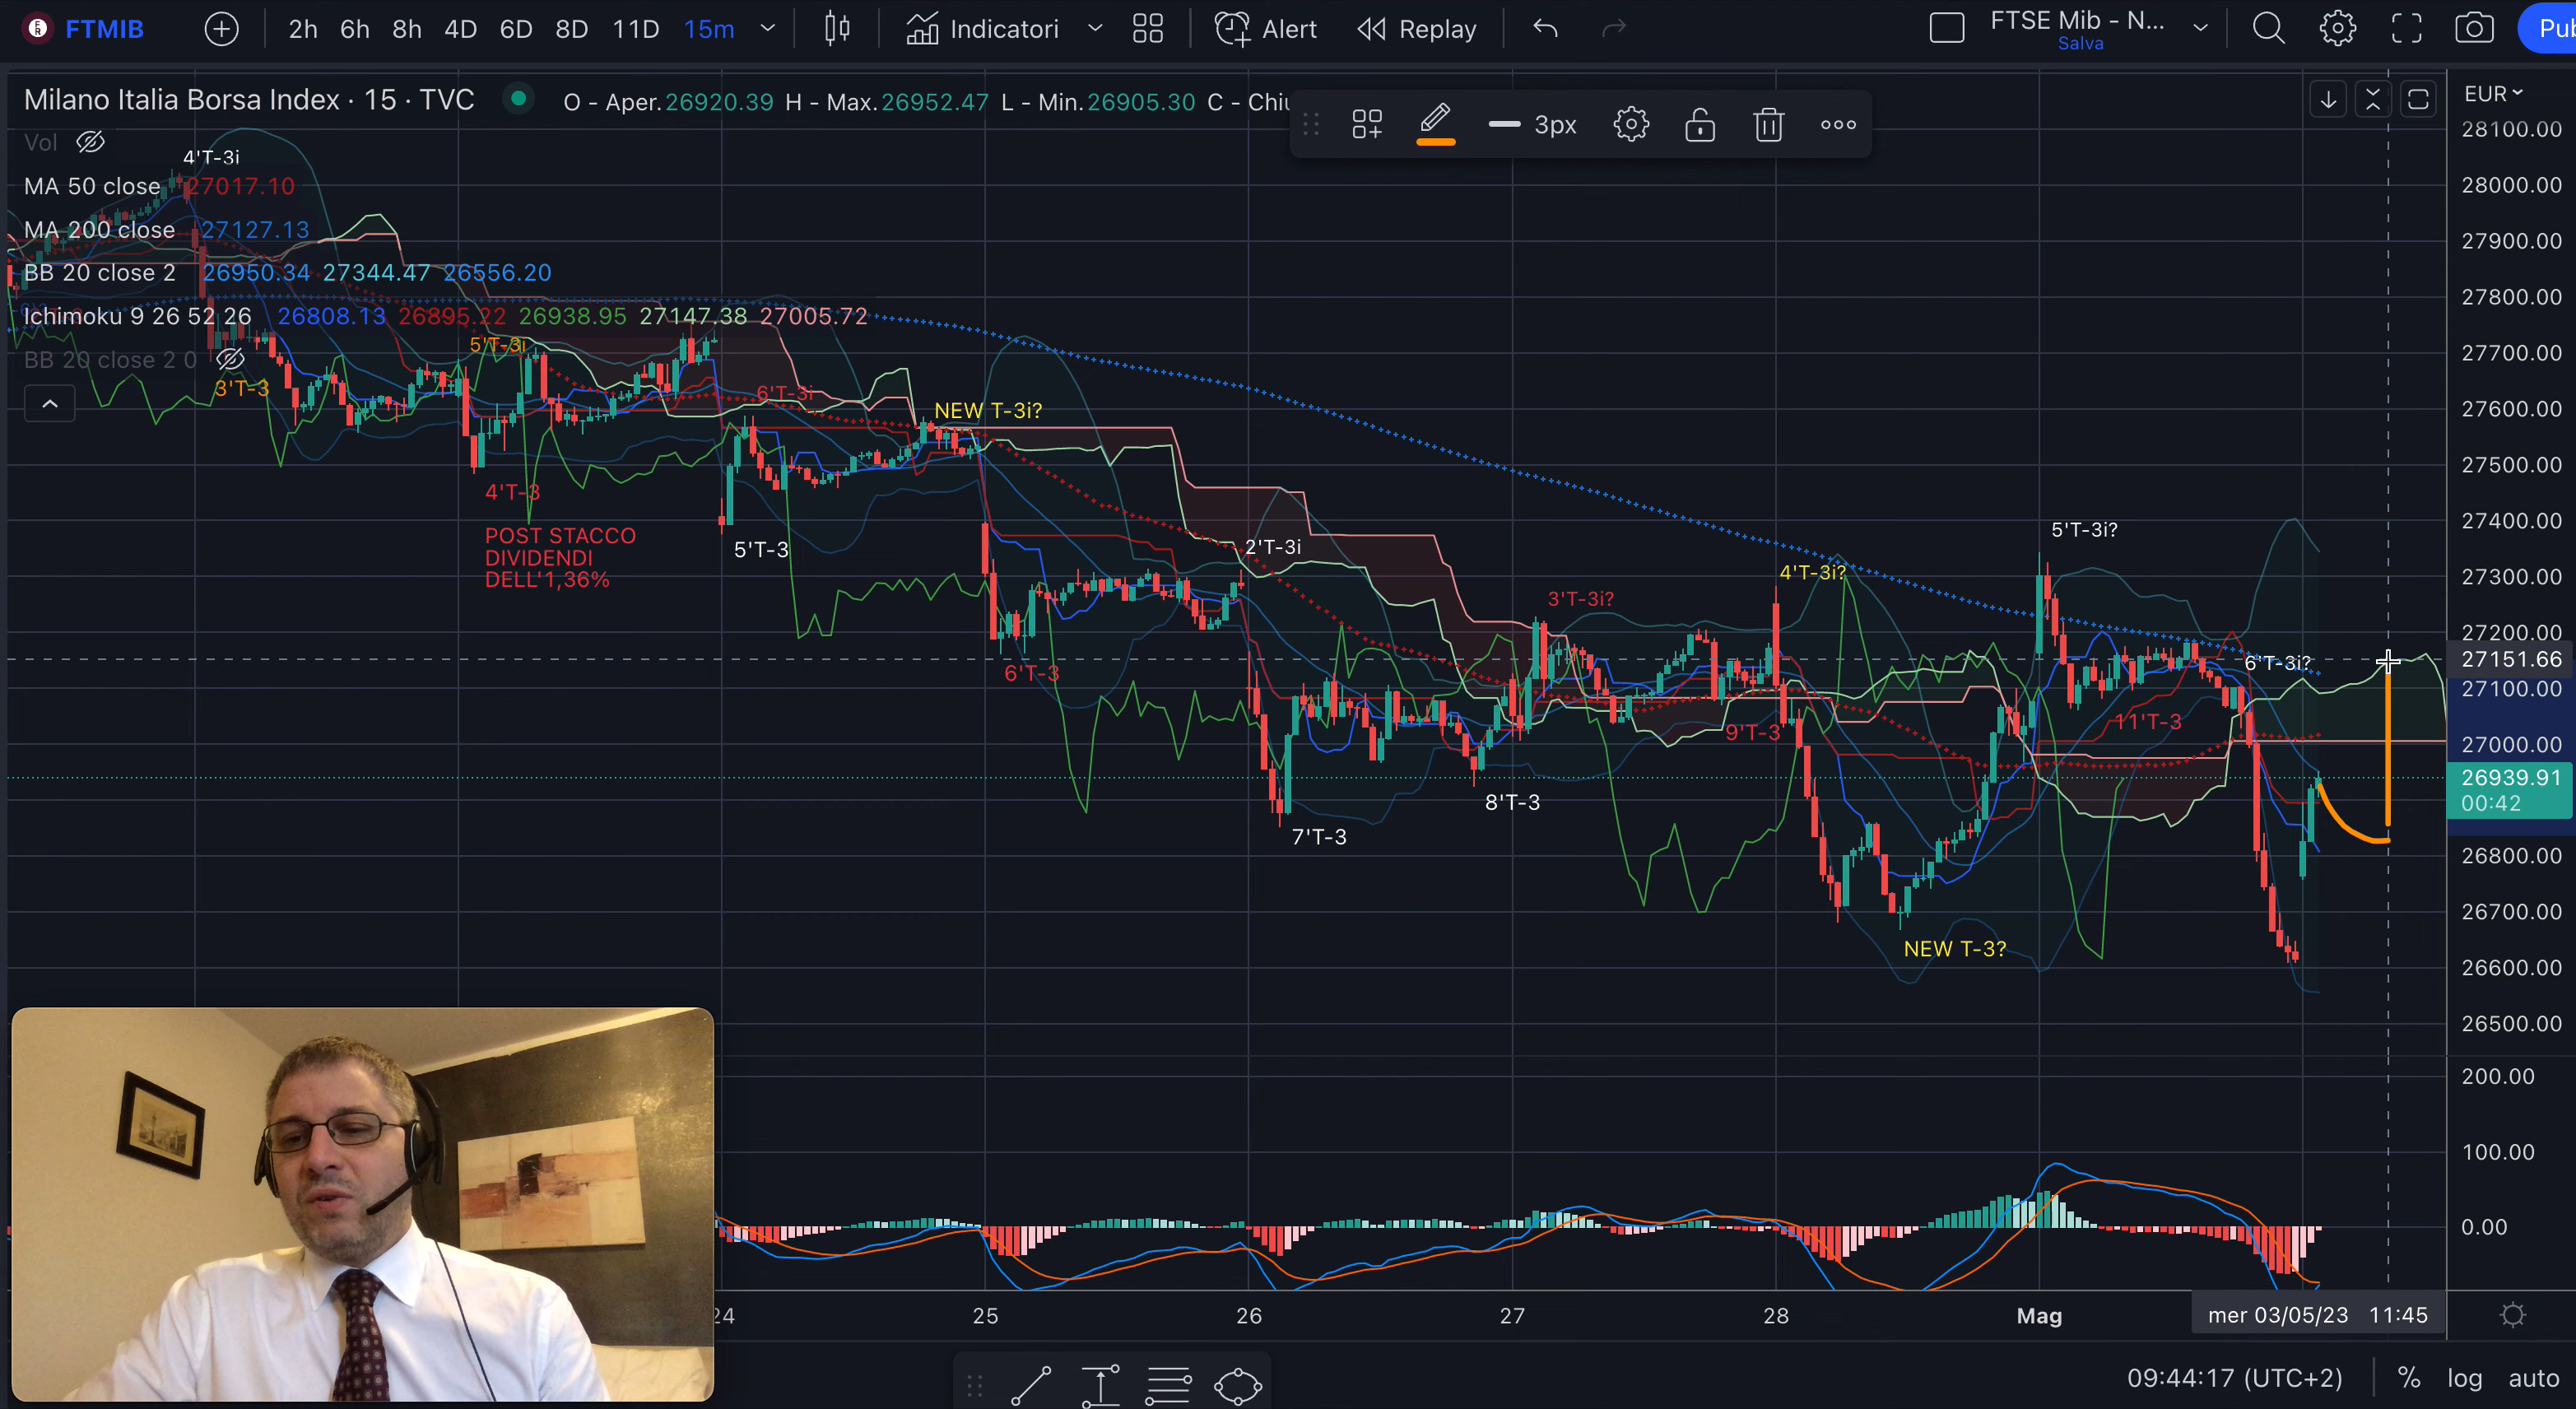 FTMIB 2h 6h 8h 4D 6D 8D 11D 15m Indicatori Alert Replay FTSE Mib - N... Pub
Salva
Milano Italia Borsa Index · 15 · TVC O - Aper.26920.39 H - Max.26952.47 L - Min.26905.30 C - Chiu
3px
EUR
Vol
MA 50 close 27017.10
MA 200 close 27127.13
BB 20 close 2 26950.34 27344.47 26556.20
Ichimoku 9 26 52 26 26808.13 26895.22 26938.95 27147.38 27005.72
BB 20 close 2 0
4'T-3i
3'T-3
5'T-3i
4'T-3
POST STACCO
DIVIDENDI
DELL'1,36%
6'T-3i
5'T-3
NEW T-3i?
6'T-3
2'T-3i
7'T-3
8'T-3
3'T-3i?
9'T-3
4'T-3i?
NEW T-3?
5'T-3i?
11'T-3
6'T-3i?
28100.00
28000.00
27900.00
27800.00
27700.00
27600.00
27500.00
27400.00
27300.00
27200.00
27151.66
27100.00
27000.00
26939.91
00:42
26800.00
26700.00
26600.00
26500.00
200.00
100.00
0.00
24 25 26 27 28 Mag mer 03/05/23 11:45
09:44:17 (UTC+2) % log auto